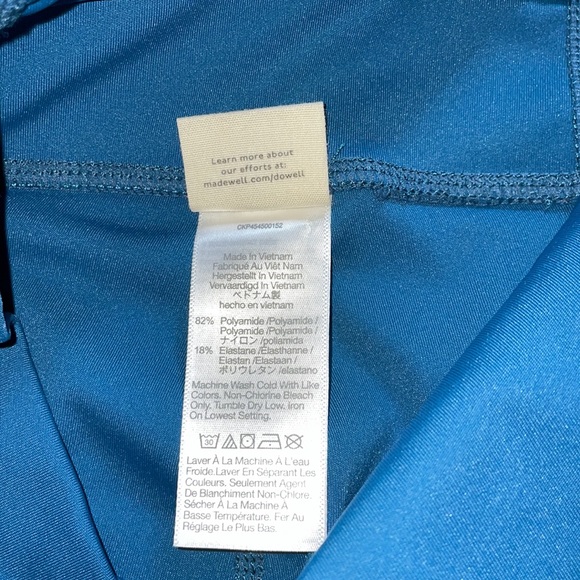 Learn more about
our efforts at:
madewell.com/dowell
CKP454500152
Made In Vietnam
Fabriqué Au Viêt Nam
Hergestellt In Vietnam
Vervaardigd In Vietnam
ベトナム製
hecho en vietnam
82% Polyamide /Polyamide /
Polyamide /Polyamide /
ナイロン /poliamida
18% Elastane /Élasthanne /
Elastan /Elastaan /
ポリウレタン /elastano
Machine Wash Cold With Like
Colors. Non-Chlorine Bleach
Only. Tumble Dry Low. Iron
On Lowest Setting.
30
Laver À La Machine À L'eau
Froide.Laver En Séparant Les
Couleurs. Seulement Agent
De Blanchiment Non-Chlore.
Sécher À La Machine À
Basse Température. Fer Au
Réglage Le Plus Bas.